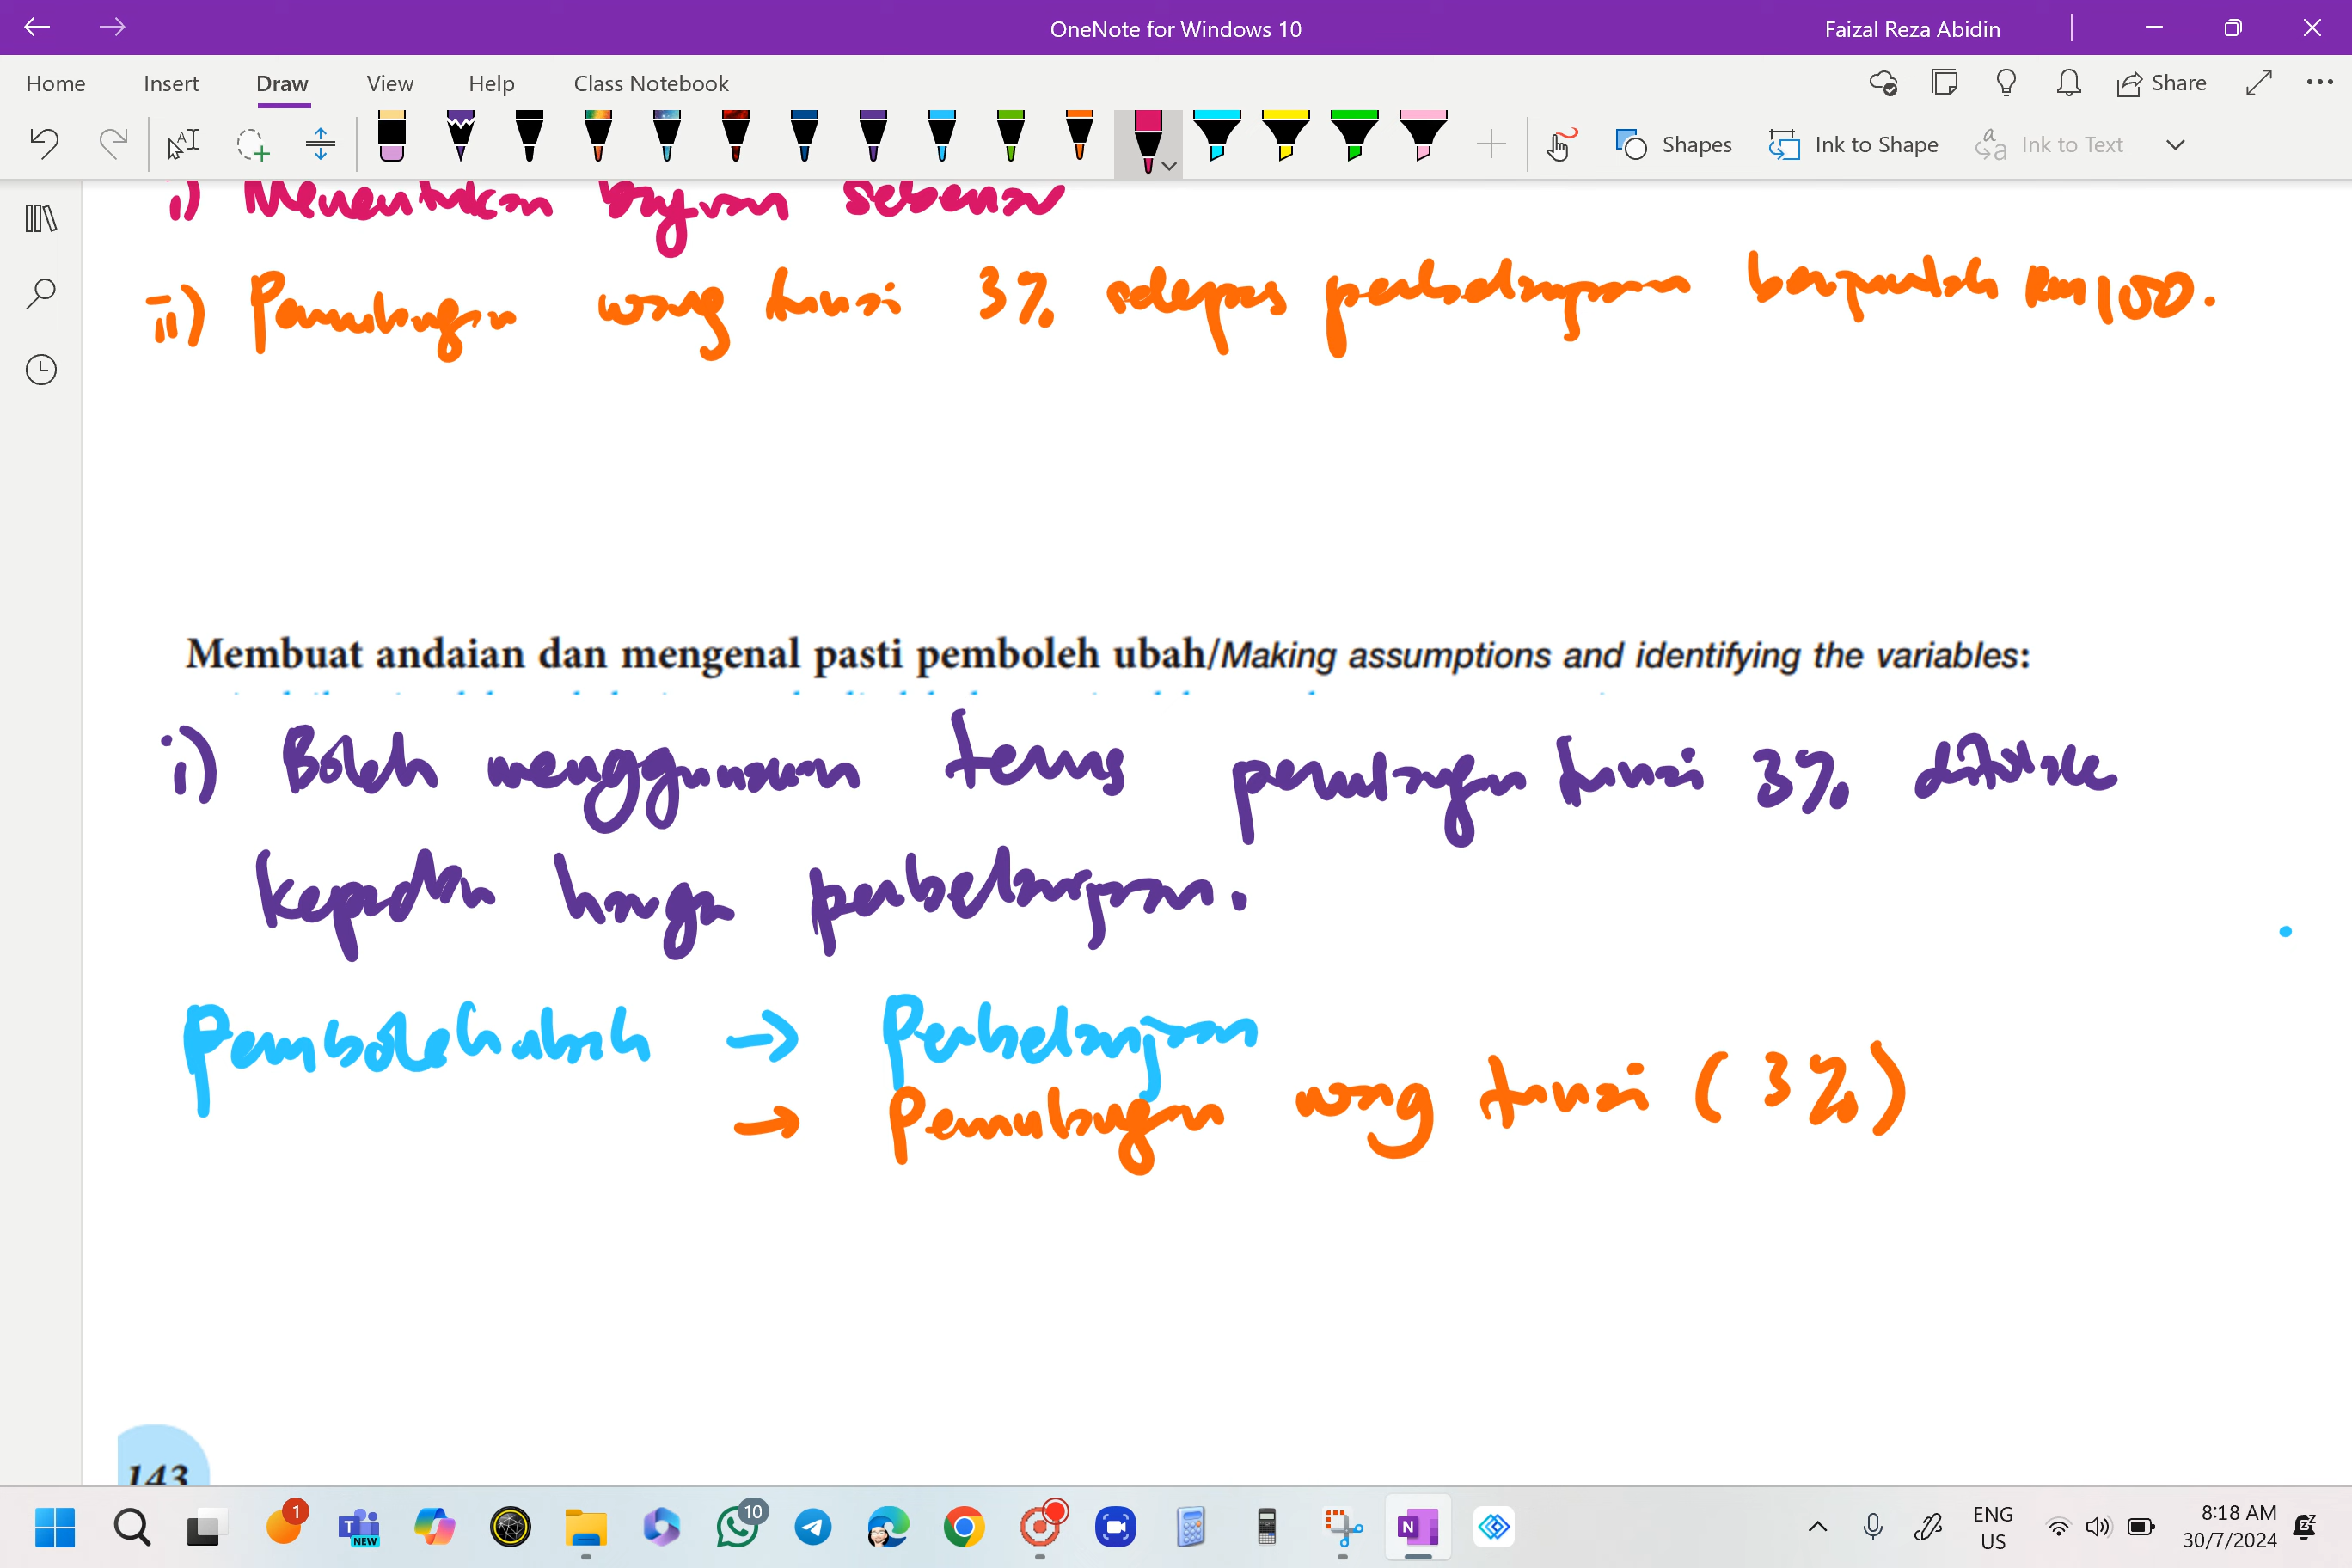 OneNote for Windows 10
Faizal Reza Abidin
Home Insert Draw View Help Class Notebook Share
Shapes Ink to Shape Ink to Text
i) Menentukan bayaran sebenar
ii) Pemulangan wang tunai 3% selepas perbelanjaan berjumlah RM100.
Membuat andaian dan mengenal pasti pemboleh ubah/Making assumptions and identifying the variables:
i) Boleh menggunakan terus pemulangan tunai 3% ditolak
kepada harga perbelanjaan.
Pembolehubah → Perbelanjaan
→ Pemulangan wang tunai (3%)
143
1
T NEW
10
N
ENG
US
8:18 AM
30/7/2024